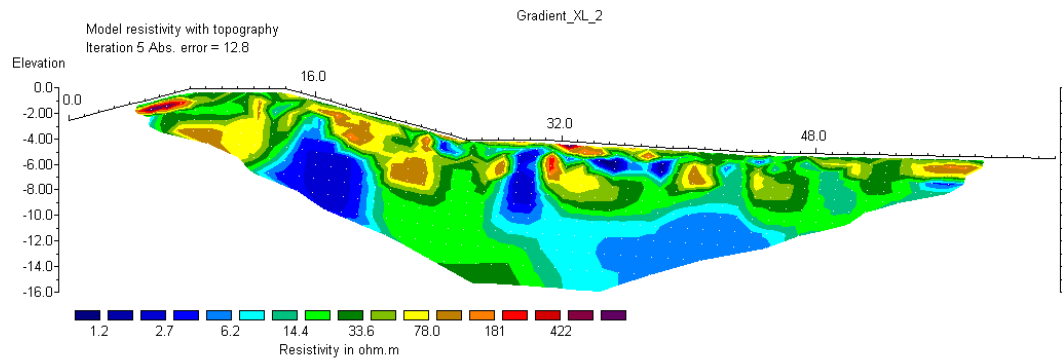 Gradient_XL_2
Model resistivity with topography
Iteration 5 Abs. error = 12.8
Elevation
0.0
0.0
16.0
-2.00
-4.00
32.0
48.0
-6.00
-8.00
-10.0
-12.0
-14.0
-16.0
1.2 2.7 6.2 14.4 33.6 78.0 181 422
Resistivity in ohm.m